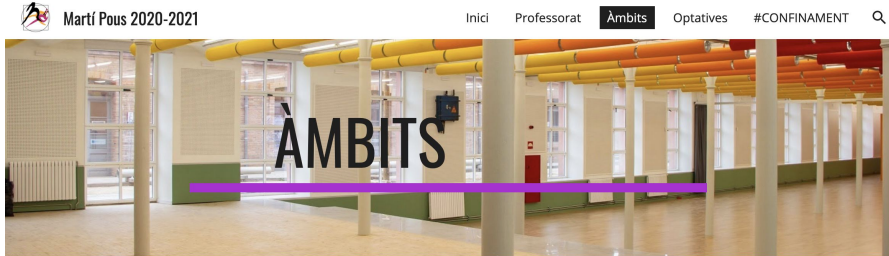 Martí Pous 2020-2021
Inici Professorat Àmbits Optatives #CONFINAMENT
ÀMBITS